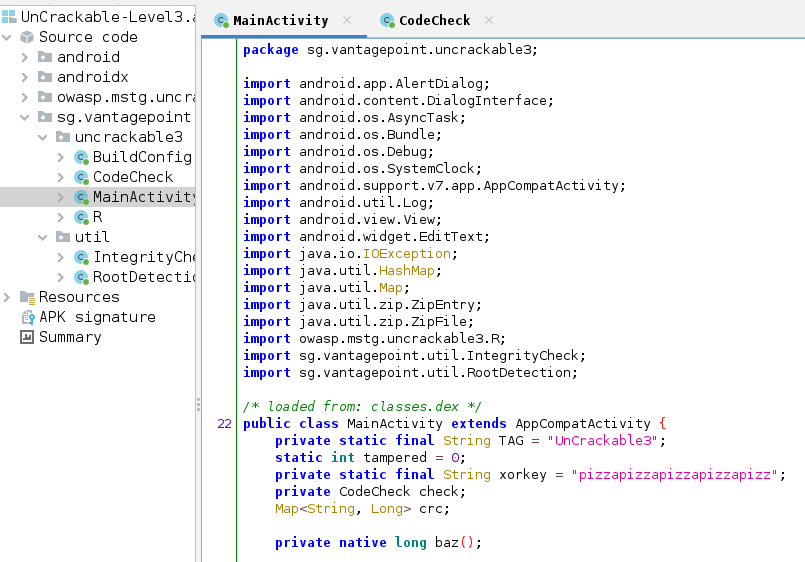 UnCrackable-Level3.a
Source code
android
androidx
owasp.mstg.uncra
sg.vantagepoint
uncrackable3
BuildConfig
CodeCheck
MainActivity
R
util
IntegrityChe
RootDetectio
Resources
APK signature
Summary
MainActivity
CodeCheck
package sg.vantagepoint.uncrackable3;
import android.app.AlertDialog;
import android.content.DialogInterface;
import android.os.AsyncTask;
import android.os.Bundle;
import android.os.Debug;
import android.os.SystemClock;
import android.support.v7.app.AppCompatActivity;
import android.util.Log;
import android.view.View;
import android.widget.EditText;
import java.io.IOException;
import java.util.HashMap;
import java.util.Map;
import java.util.zip.ZipEntry;
import java.util.zip.ZipFile;
import owasp.mstg.uncrackable3.R;
import sg.vantagepoint.util.IntegrityCheck;
import sg.vantagepoint.util.RootDetection;
/* loaded from: classes.dex */
22 public class MainActivity extends AppCompatActivity {
private static final String TAG = "UnCrackable3";
static int tampered = 0;
private static final String xorkey = "pizzapizzapizzapizzapizz";
private CodeCheck check;
Map<String, Long> crc;
private native long baz();